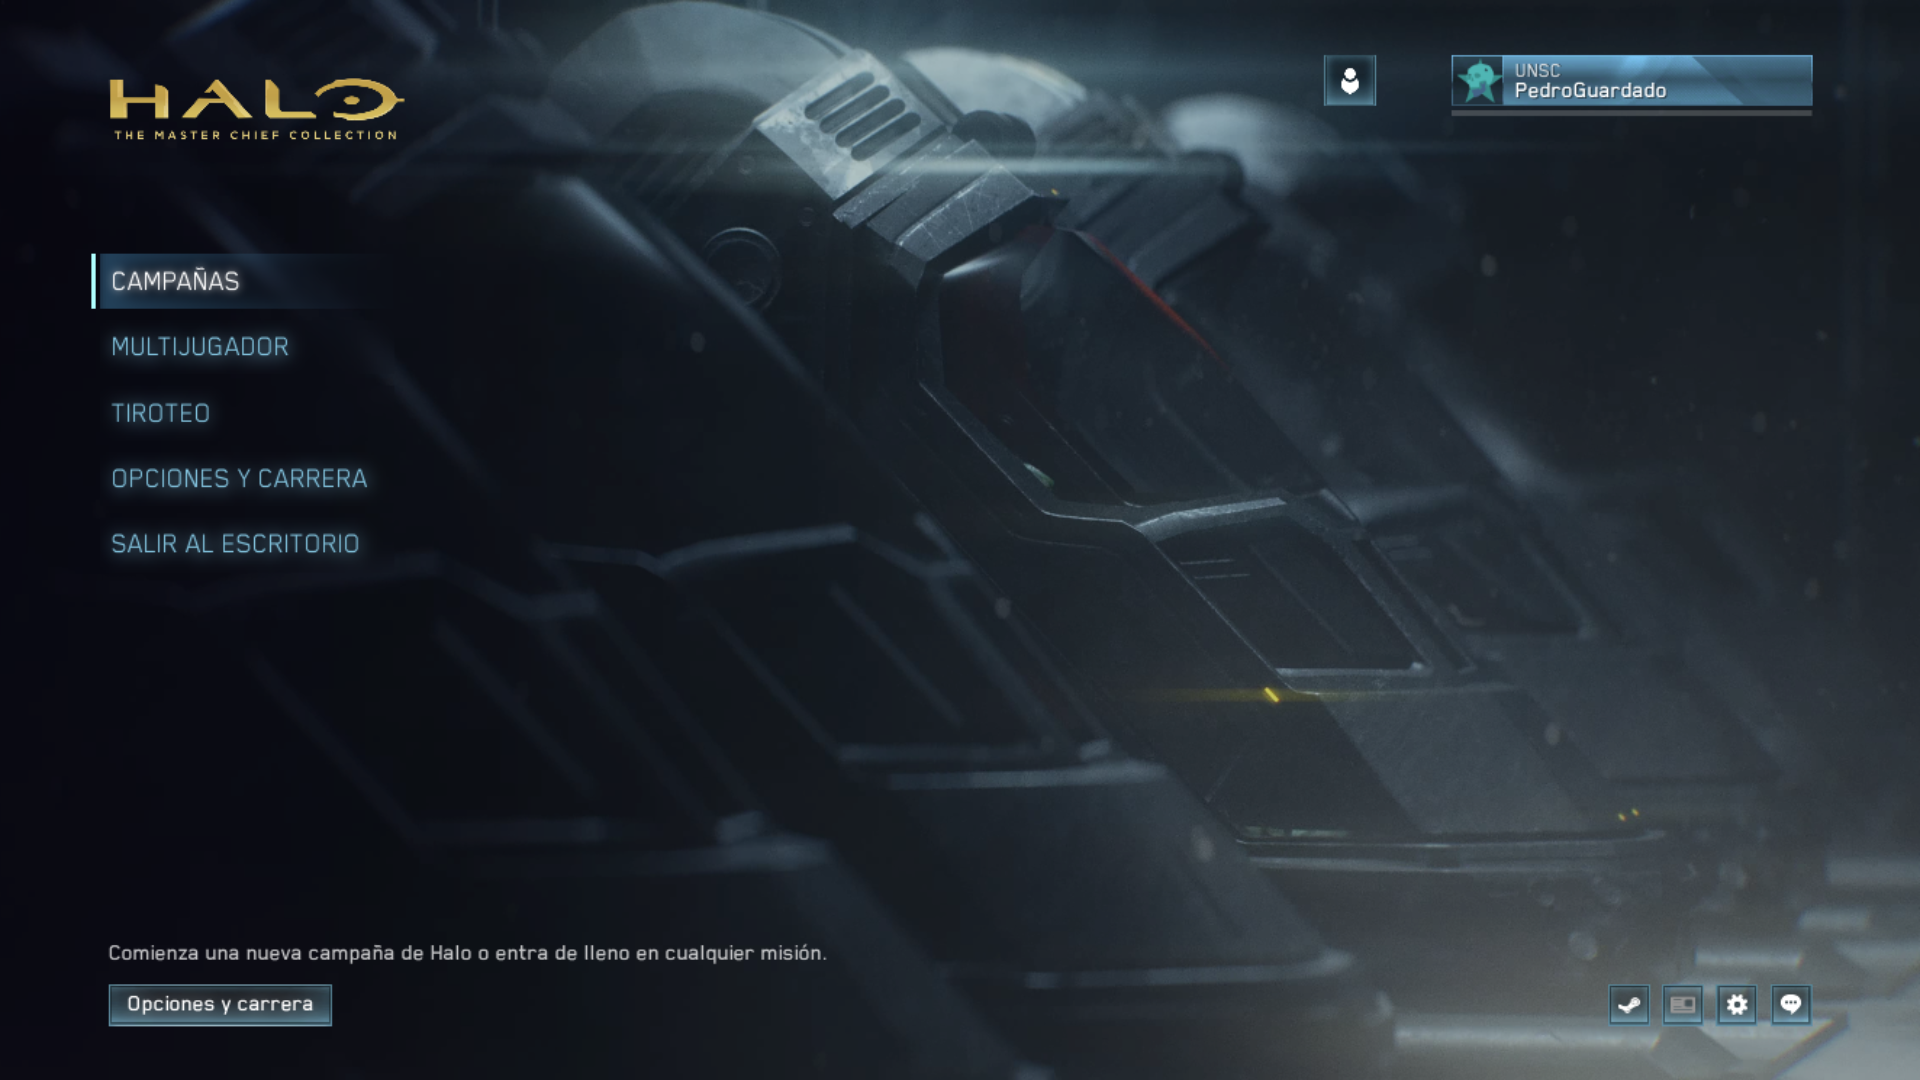 HALO
THE MASTER CHIEF COLLECTION
UNSC
PedroGuardado
CAMPAÑAS
MULTIJUGADOR
TIROTEO
OPCIONES Y CARRERA
SALIR AL ESCRITORIO
Comienza una nueva campaña de Halo o entra de lleno en cualquier misión.
Opciones y carrera